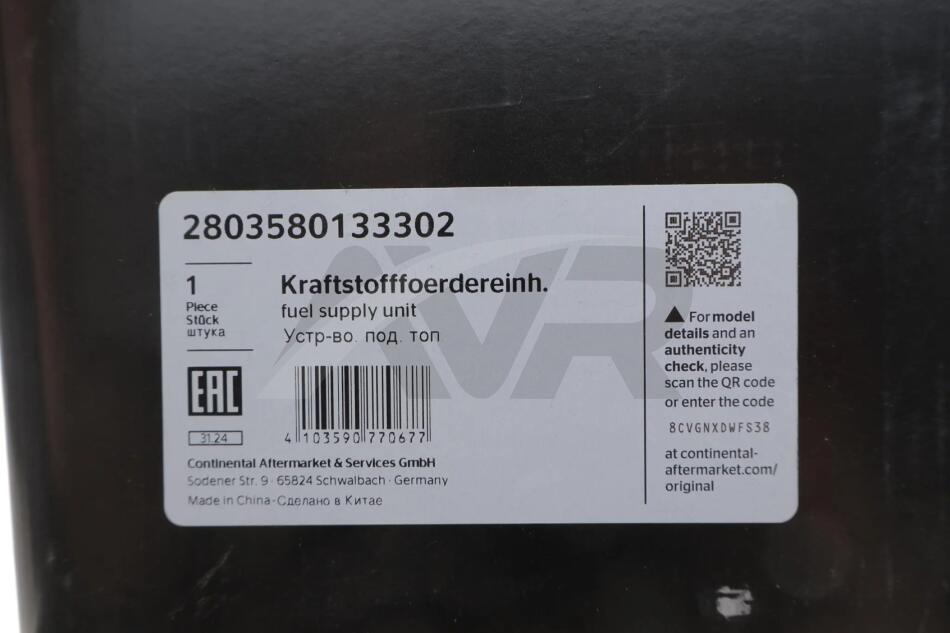 2803580133302
1
Piece
Stück
штука
Kraftstofffoerdereinh.
fuel supply unit
Устр-во. под. топ
EAC
31.24
4 103590 770677
Continental Aftermarket & Services GmbH
Sodener Str. 9 · 65824 Schwalbach · Germany
Made in China · Сделано в Китае
For model
details and an
authenticity
check, please
scan the QR code
or enter the code
8CVGNXDWFS38
at continental-
aftermarket.com/
original
AVR